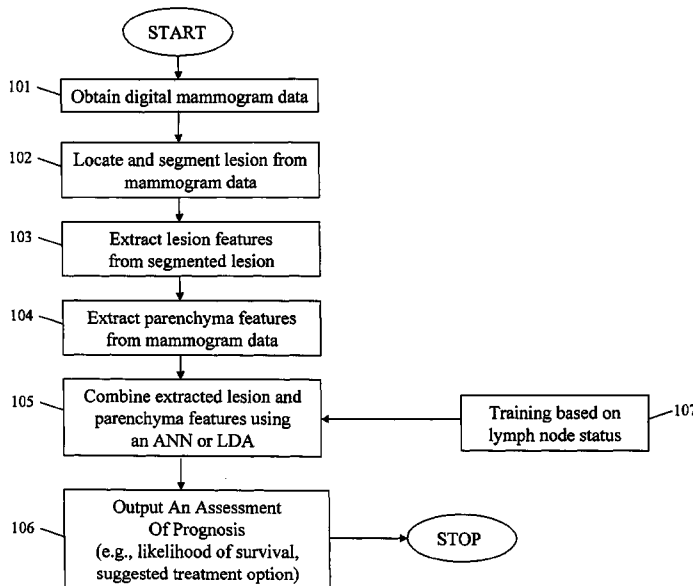 START
101
Obtain digital mammogram data
102
Locate and segment lesion from
mammogram data
103
Extract lesion features
from segmented lesion
104
Extract parenchyma features
from mammogram data
105
Combine extracted lesion and
parenchyma features using
an ANN or LDA
Training based on
lymph node status
107
106
Output An Assessment
Of Prognosis
(e.g., likelihood of survival,
suggested treatment option)
STOP